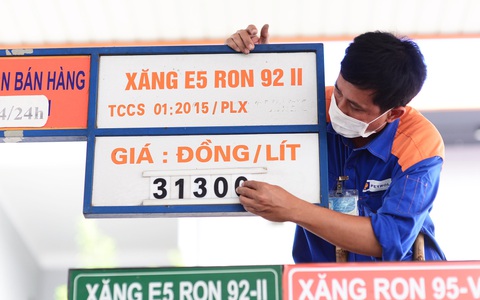 N BÁN HÀNG
4/24h
XĂNG E5 RON 92 II
TCCS 01:2015/PLX
GIÁ : ĐỒNG/LÍT
31300
XĂNG E5 RON 92-II
XĂNG RON 95-V